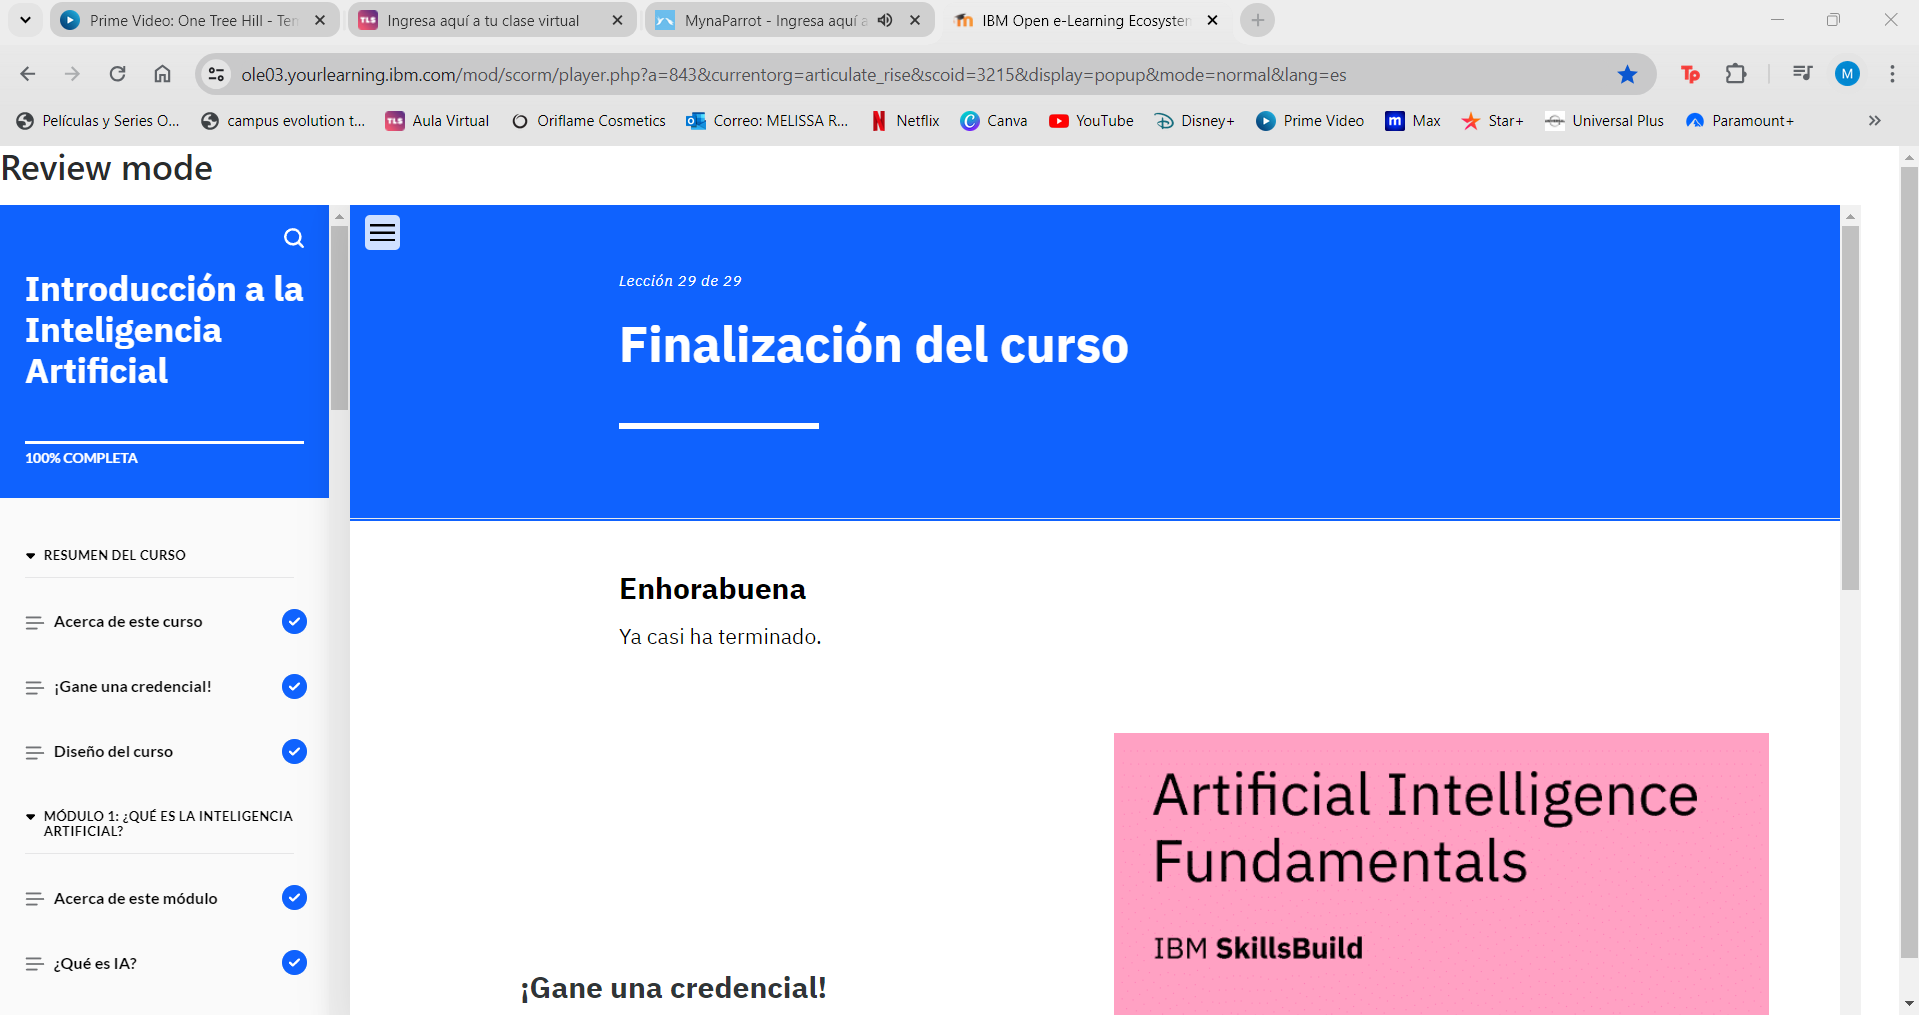 Prime Video: One Tree Hill - Ten
Ingresa aquí a tu clase virtual
MynaParrot - Ingresa aquí a
IBM Open e-Learning Ecosystem
ole03.yourlearning.ibm.com/mod/scorm/player.php?a=843&currentorg=articulate_rise&scoid=3215&display=popup&mode=normal&lang=es
Tp
M
Películas y Series O...
campus evolution t...
TLS
Aula Virtual
Oriflame Cosmetics
Correo: MELISSA R...
Netflix
Canva
YouTube
Disney+
Prime Video
Max
Star+
Universal Plus
Paramount+
Review mode
Introducción a la
Inteligencia
Artificial
100% COMPLETA
RESUMEN DEL CURSO
Acerca de este curso
¡Gane una credencial!
Diseño del curso
MÓDULO 1: ¿QUÉ ES LA INTELIGENCIA
ARTIFICIAL?
Acerca de este módulo
¿Qué es IA?
Lección 29 de 29
Finalización del curso
Enhorabuena
Ya casi ha terminado.
Artificial Intelligence
Fundamentals
IBM SkillsBuild
¡Gane una credencial!